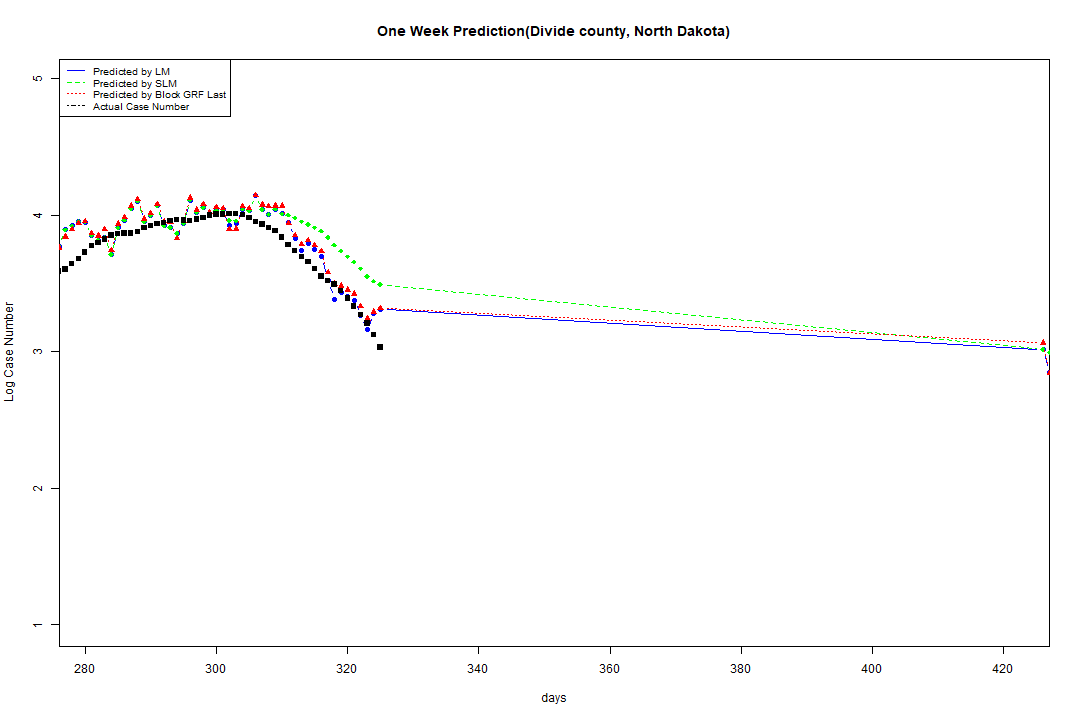 One Week Prediction(Divide county, North Dakota)
Predicted by LM
Predicted by SLM
Predicted by Block GRF Last
Actual Case Number
5
4
3
2
1
Log Case Number
280 300 320 340 360 380 400 420
days